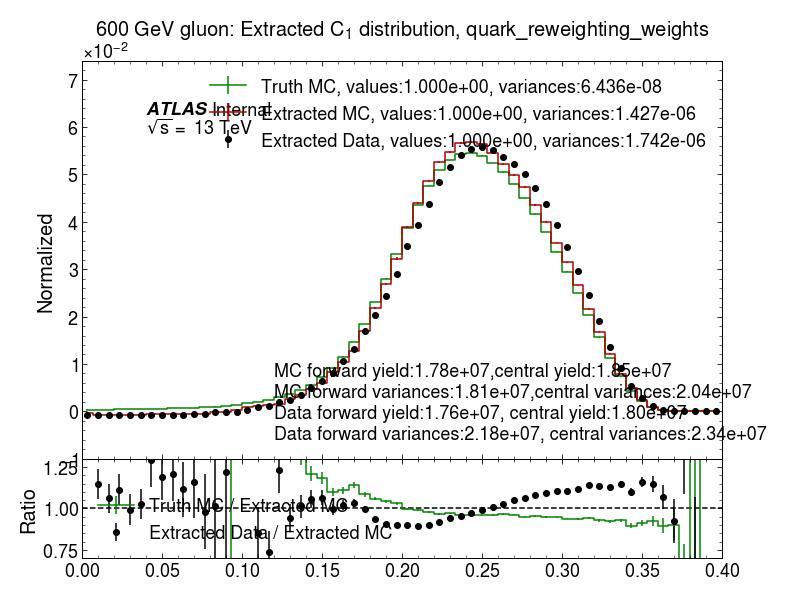 600 GeV gluon: Extracted C₁ distribution, quark_reweighting_weights
×10⁻²
Truth MC, values:1.000e+00, variances:6.436e-08
ATLAS Internal
Extracted MC, values:1.000e+00, variances:1.427e-06
√s = 13 TeV
Extracted Data, values:1.000e+00, variances:1.742e-06
7
6
5
4
3
2
1
0
1
Normalized
MC forward yield:1.78e+07,central yield:1.85e+07
MC forward variances:1.81e+07,central variances:2.04e+07
Data forward yield:1.76e+07, central yield:1.80e+07
Data forward variances:2.18e+07, central variances:2.34e+07
1.25
1.00
0.75
Ratio
Truth MC / Extracted MC
Extracted Data / Extracted MC
0.00 0.05 0.10 0.15 0.20 0.25 0.30 0.35 0.40